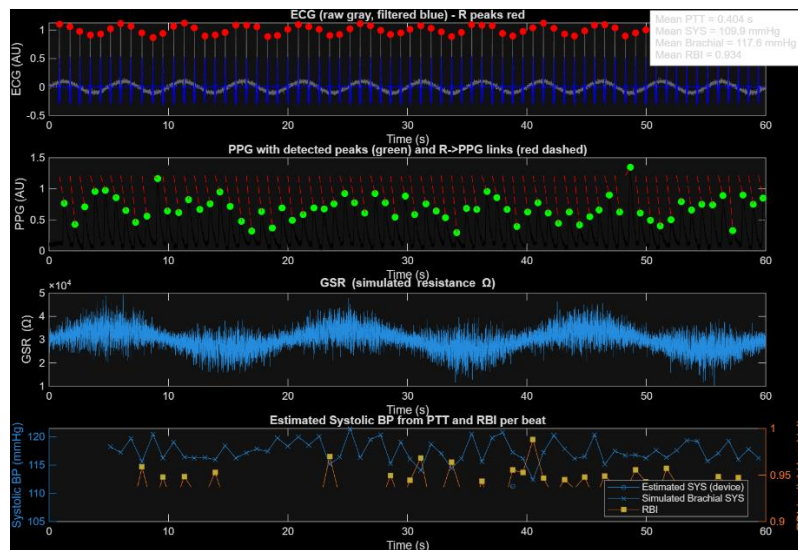 ECG (raw gray, filtered blue) - R peaks red
Mean PTT = 0.404 s
Mean SYS = 109.9 mmHg
Mean Brachial = 117.6 mmHg
Mean RBI = 0.934
ECG (AU)
1
0.5
0
-0.5
0
10
20
30
40
50
60
Time (s)
PPG with detected peaks (green) and R->PPG links (red dashed)
PPG (AU)
1.5
1
0.5
0
0
10
20
30
40
50
60
Time (s)
GSR (simulated resistance Ω)
×10⁴
GSR (Ω)
5
4
3
2
1
0
10
20
30
40
50
60
Time (s)
Estimated Systolic BP from PTT and RBI per beat
Systolic BP (mmHg)
120
115
110
105
1
0.95
0.9
Estimated SYS (device)
Simulated Brachial SYS
RBI
0
10
20
30
40
50
60
Time (s)